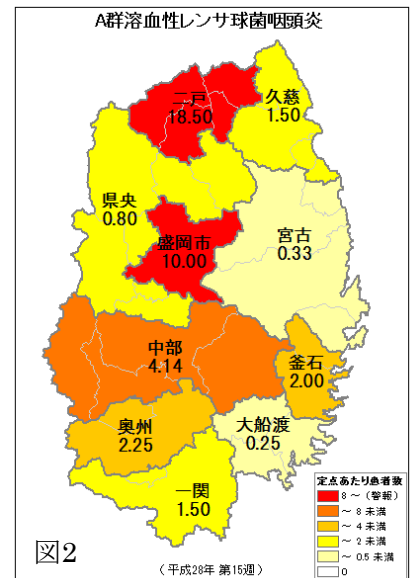 A群溶血性レンサ球菌咽頭炎
二戸
18.50
久慈
1.50
県央
0.80
盛岡市
10.00
宮古
0.33
中部
4.14
釜石
2.00
奥州
2.25
大船渡
0.25
一関
1.50
定点あたり患者数
8 ～ (警報)
～ 8 未満
～ 4 未満
～ 2 未満
～ 0.5 未満
0
図2
(平成28年 第15週)